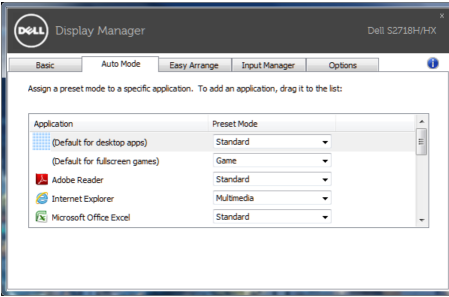 DELL Display Manager
Dell S2718H/HX
Basic Auto Mode Easy Arrange Input Manager Options
Assign a preset mode to a specific application. To add an application, drag it to the list:
Application Preset Mode
(Default for desktop apps) Standard
(Default for fullscreen games) Game
Adobe Reader Standard
Internet Explorer Multimedia
Microsoft Office Excel Standard